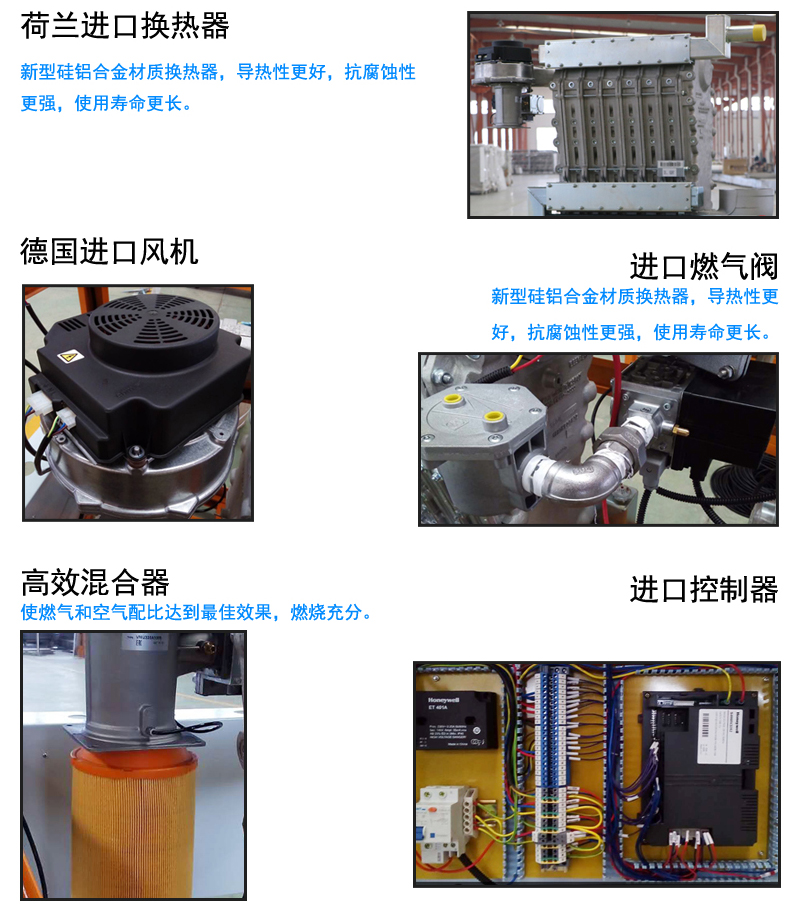 荷兰进口换热器
新型硅铝合金材质换热器，导热性更好，抗腐蚀性
更强，使用寿命更长。
德国进口风机
进口燃气阀
新型硅铝合金材质换热器，导热性更
好，抗腐蚀性更强，使用寿命更长。
高效混合器
使燃气和空气配比达到最佳效果，燃烧充分。
进口控制器
Honeywell
ET 401A
Honeywell